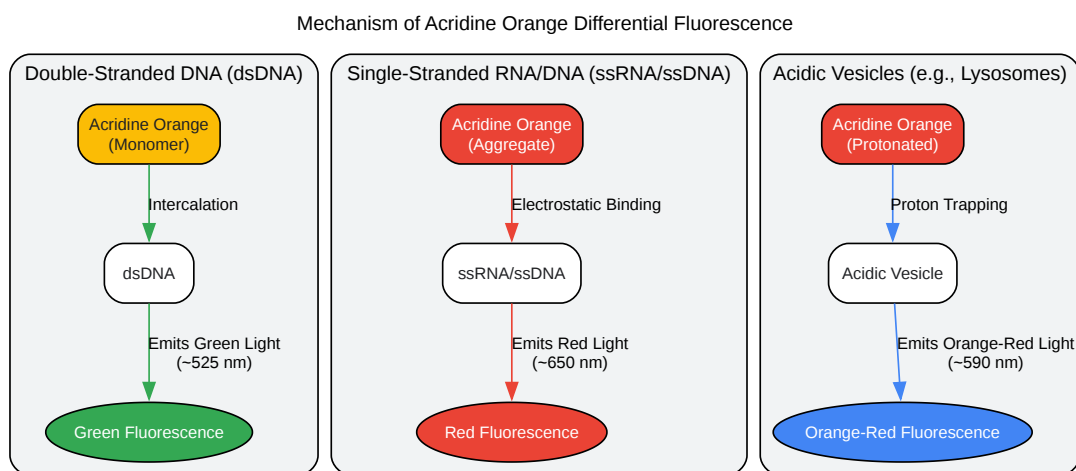 Mechanism of Acridine Orange Differential Fluorescence
Double-Stranded DNA (dsDNA)
Acridine Orange
(Monomer)
Intercalation
dsDNA
Emits Green Light
(~525 nm)
Green Fluorescence
Single-Stranded RNA/DNA (ssRNA/ssDNA)
Acridine Orange
(Aggregate)
Electrostatic Binding
ssRNA/ssDNA
Emits Red Light
(~650 nm)
Red Fluorescence
Acidic Vesicles (e.g., Lysosomes)
Acridine Orange
(Protonated)
Proton Trapping
Acidic Vesicle
Emits Orange-Red Light
(~590 nm)
Orange-Red Fluorescence